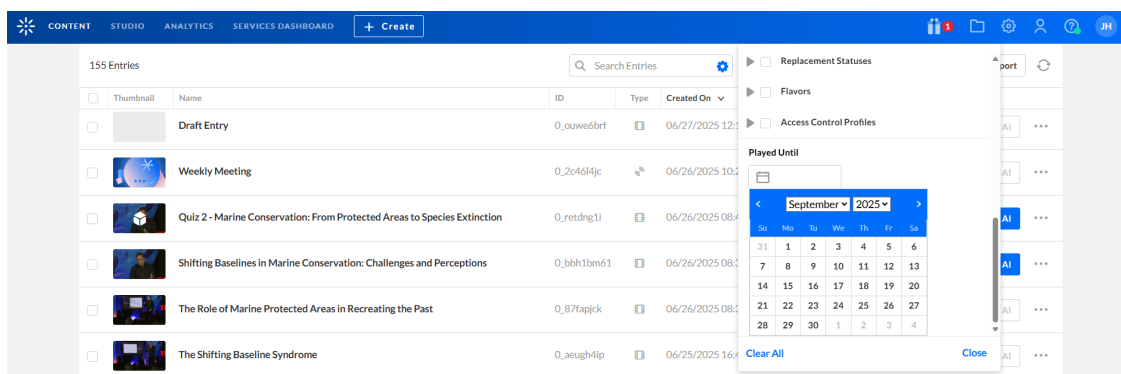 CONTENT STUDIO ANALYTICS SERVICES DASHBOARD + Create 1 JH
155 Entries Search Entries
Thumbnail Name ID Type Created On
Draft Entry 0_ouwe6brf 06/27/2025 12:1 AI
Weekly Meeting 0_2c46l4jc 06/26/2025 10:2 AI
Quiz 2 - Marine Conservation: From Protected Areas to Species Extinction 0_retdng1i 06/26/2025 08:4 AI
Shifting Baselines in Marine Conservation: Challenges and Perceptions 0_bbh1bm61 06/26/2025 08:3 AI
The Role of Marine Protected Areas in Recreating the Past 0_87fapjck 06/26/2025 08: AI
The Shifting Baseline Syndrome 0_aeugh4ip 06/25/2025 16:4 AI
Replacement Statuses
port
Flavors
Access Control Profiles
Played Until
< September 2025 >
Su Mo Tu We Th Fr Sa
31 1 2 3 4 5 6
7 8 9 10 11 12 13
14 15 16 17 18 19 20
21 22 23 24 25 26 27
28 29 30 1 2 3 4
Clear All Close